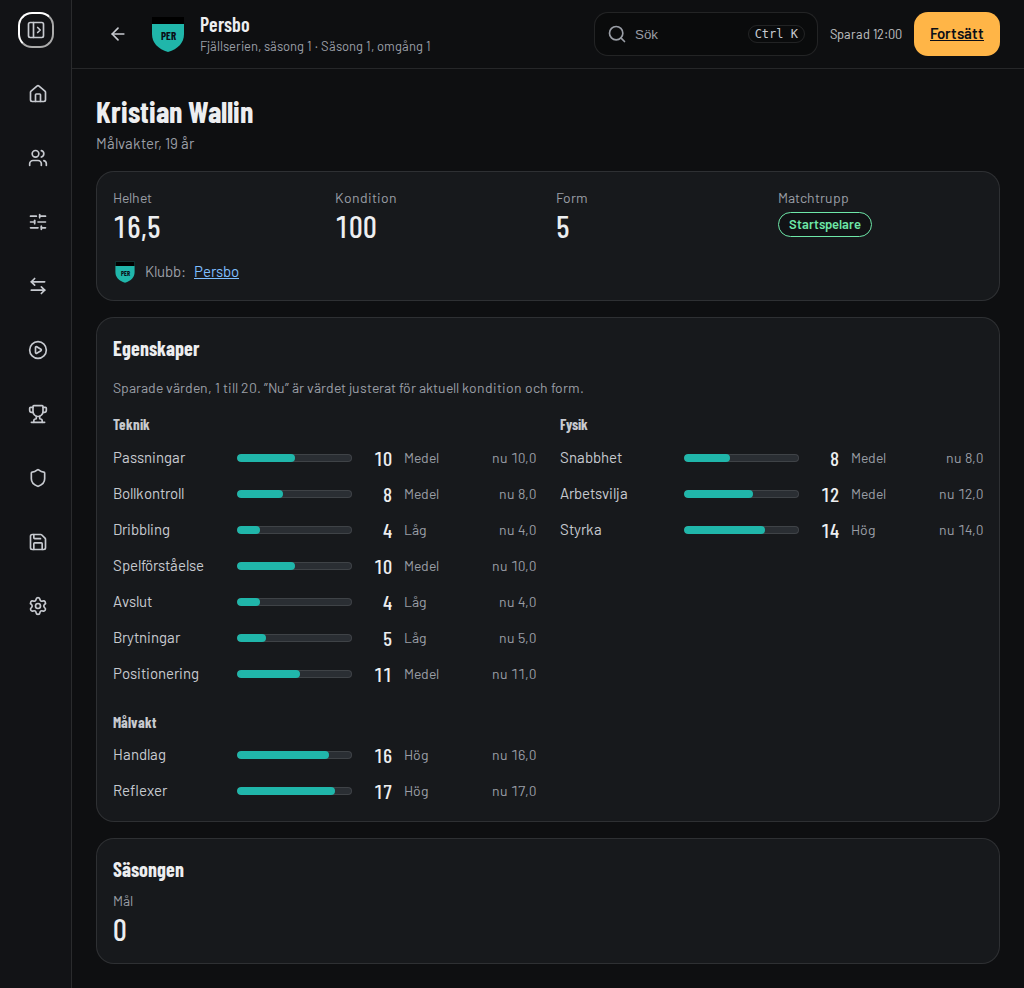 PER
Persbo
Fjällserien, säsong 1 · Säsong 1, omgång 1
Sök
Ctrl K
Sparad 12:00
Fortsätt
Kristian Wallin
Målvakter, 19 år
Helhet
16,5
Kondition
100
Form
5
Matchtrupp
Startspelare
PER
Klubb: Persbo
Egenskaper
Sparade värden, 1 till 20. ”Nu” är värdet justerat för aktuell kondition och form.
Teknik
Passningar 10 Medel nu 10,0
Bollkontroll 8 Medel nu 8,0
Dribbling 4 Låg nu 4,0
Spelförståelse 10 Medel nu 10,0
Avslut 4 Låg nu 4,0
Brytningar 5 Låg nu 5,0
Positionering 11 Medel nu 11,0
Fysik
Snabbhet 8 Medel nu 8,0
Arbetsvilja 12 Medel nu 12,0
Styrka 14 Hög nu 14,0
Målvakt
Handlag 16 Hög nu 16,0
Reflexer 17 Hög nu 17,0
Säsongen
Mål
0